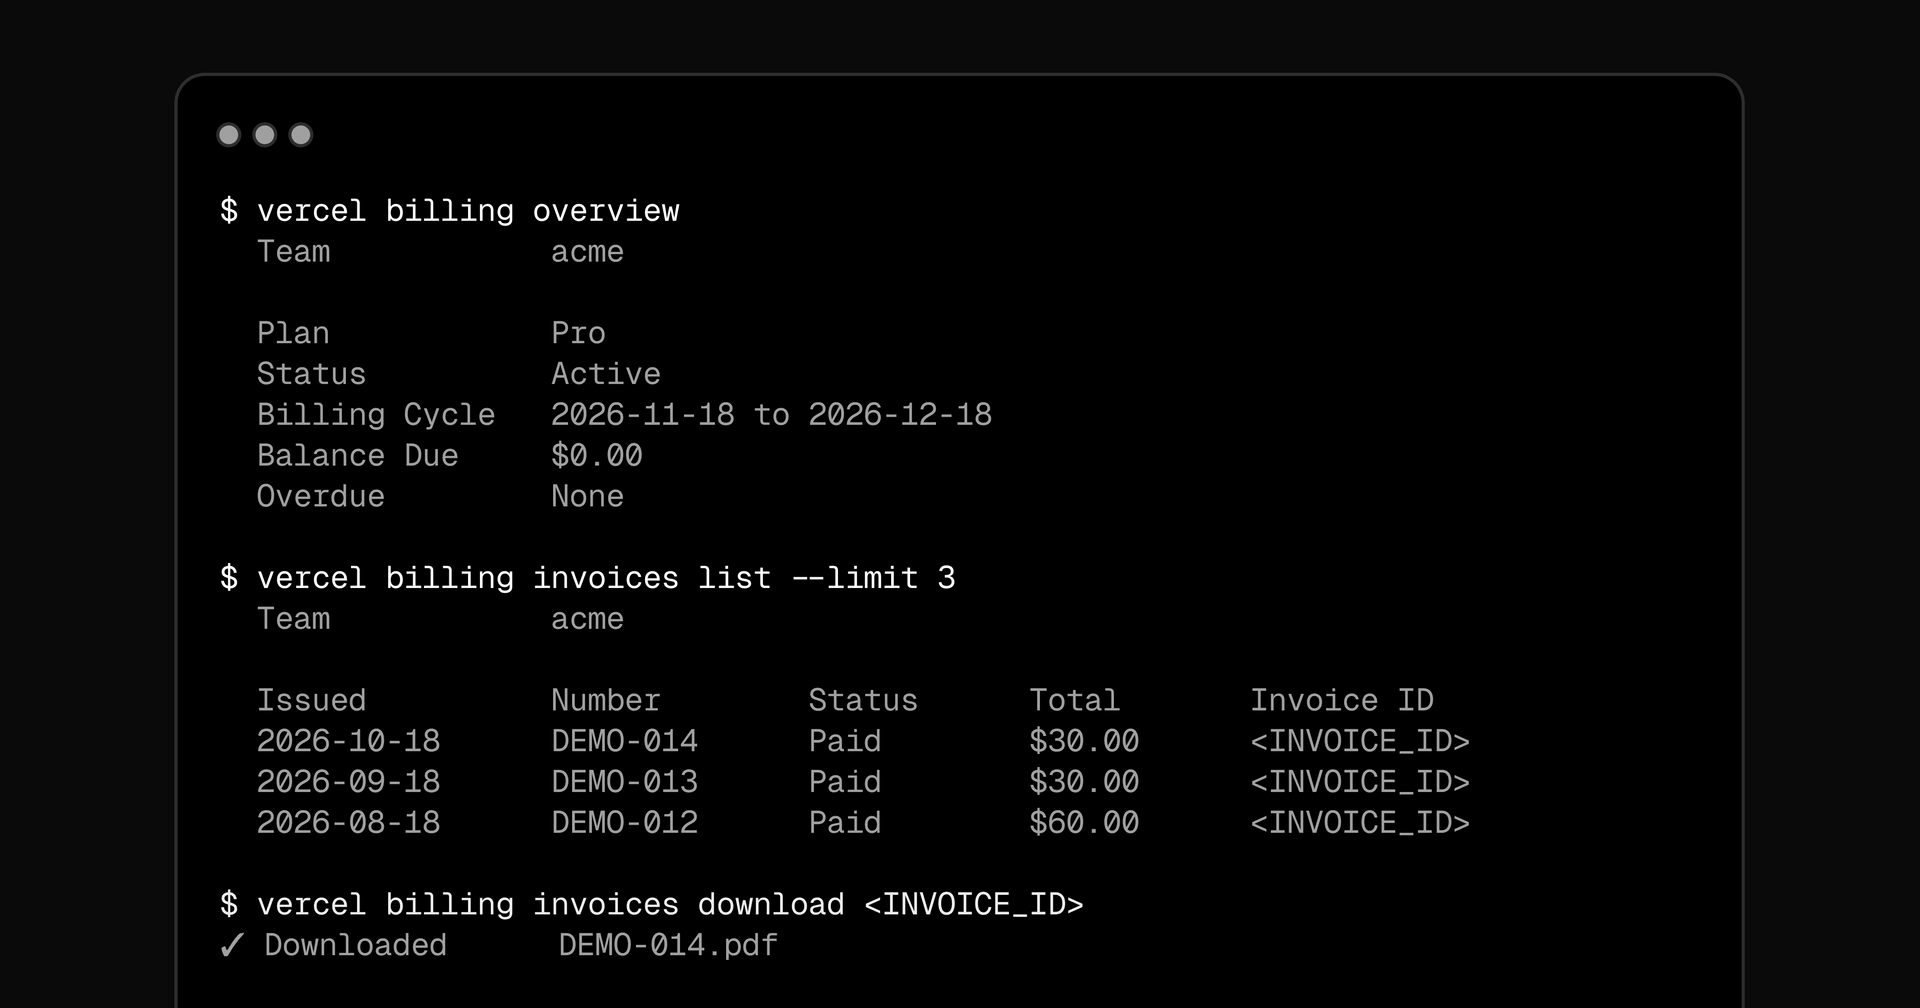 $ vercel billing overview
Team acme
Plan Pro
Status Active
Billing Cycle 2026-11-18 to 2026-12-18
Balance Due $0.00
Overdue None
$ vercel billing invoices list --limit 3
Team acme
Issued Number Status Total Invoice ID
2026-10-18 DEMO-014 Paid $30.00 <INVOICE_ID>
2026-09-18 DEMO-013 Paid $30.00 <INVOICE_ID>
2026-08-18 DEMO-012 Paid $60.00 <INVOICE_ID>
$ vercel billing invoices download <INVOICE_ID>
✓ Downloaded DEMO-014.pdf